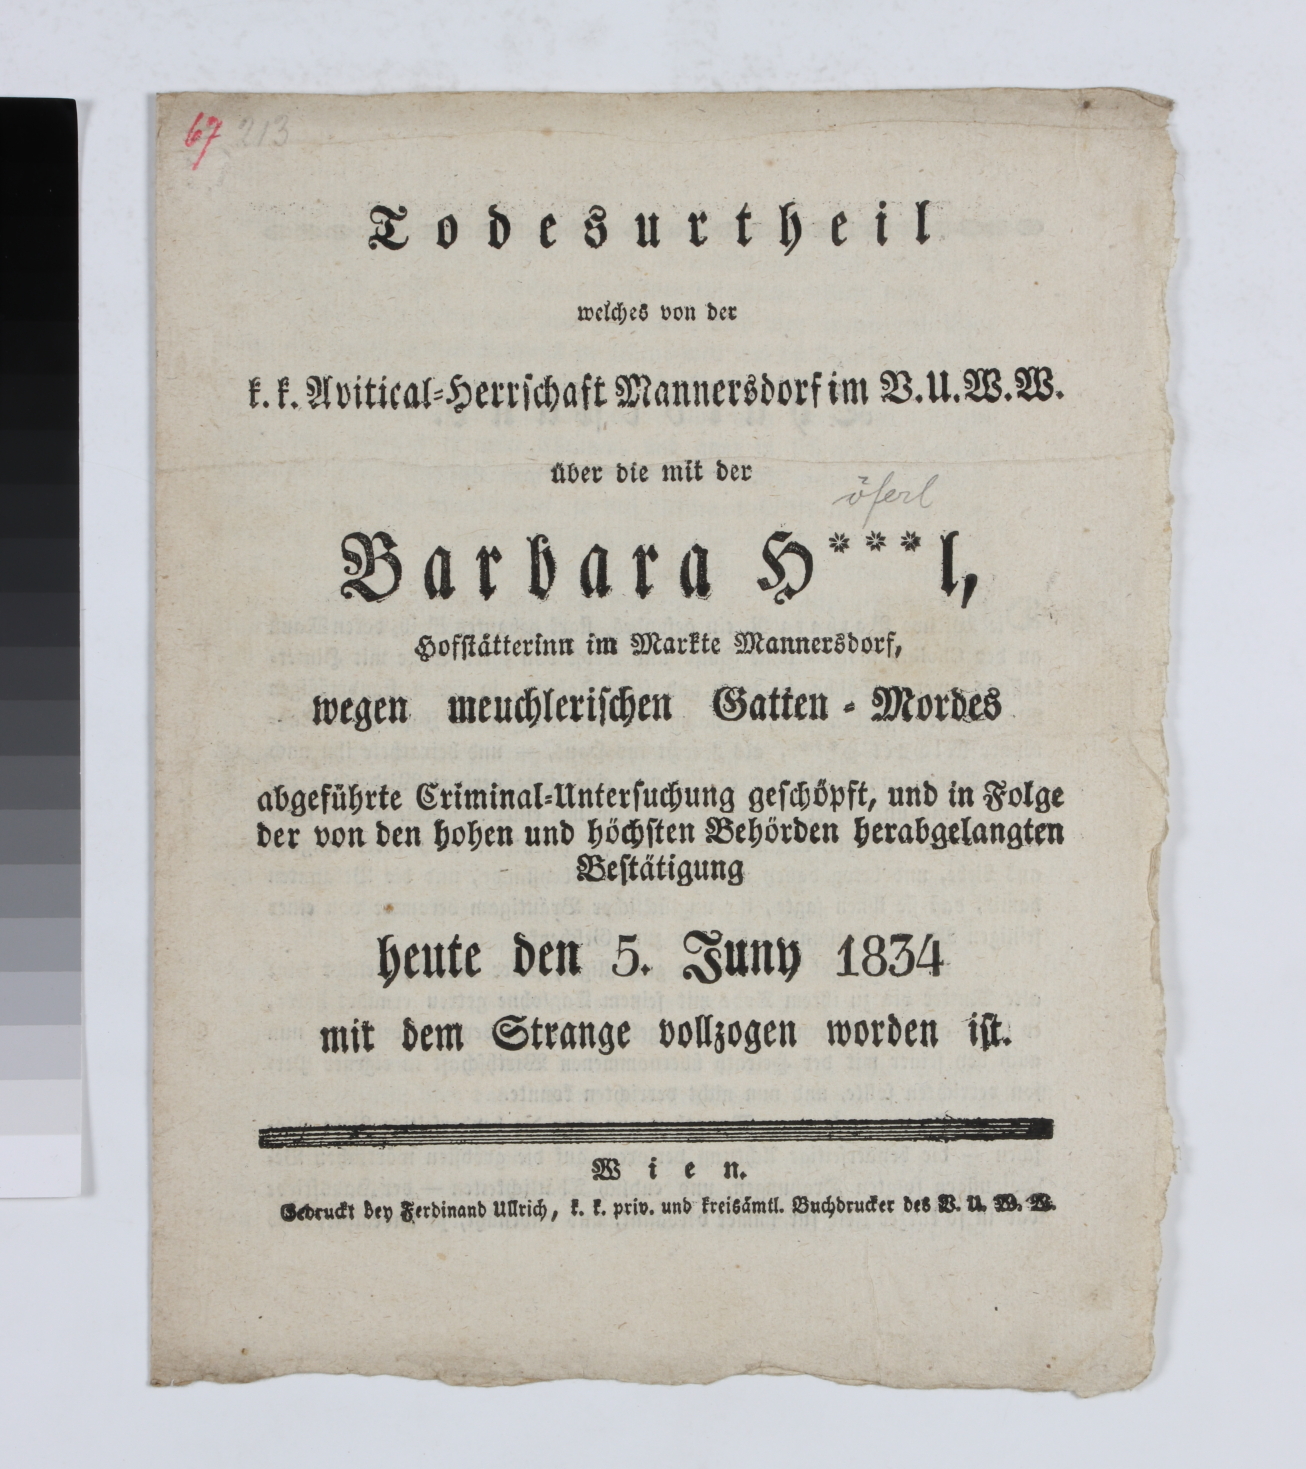 67 213
Todesurtheil
welches von der
k. k. Avitical-Herrschaft Mannersdorf im V. U. W. W.
über die mit der
öferl
Barbara H***l,
Hofstätterinn im Markte Mannersdorf,
wegen meuchlerischen Gatten-Mordes
abgeführte Criminal-Untersuchung geschöpft, und in Folge
der von den hohen und höchsten Behörden herabgelangten
Bestätigung
heute den 5. Juny 1834
mit dem Strange vollzogen worden ist.
Wien.
Gedruckt bey Ferdinand Ullrich, k. k. priv. und kreisämtl. Buchdrucker des V. U. W. W.